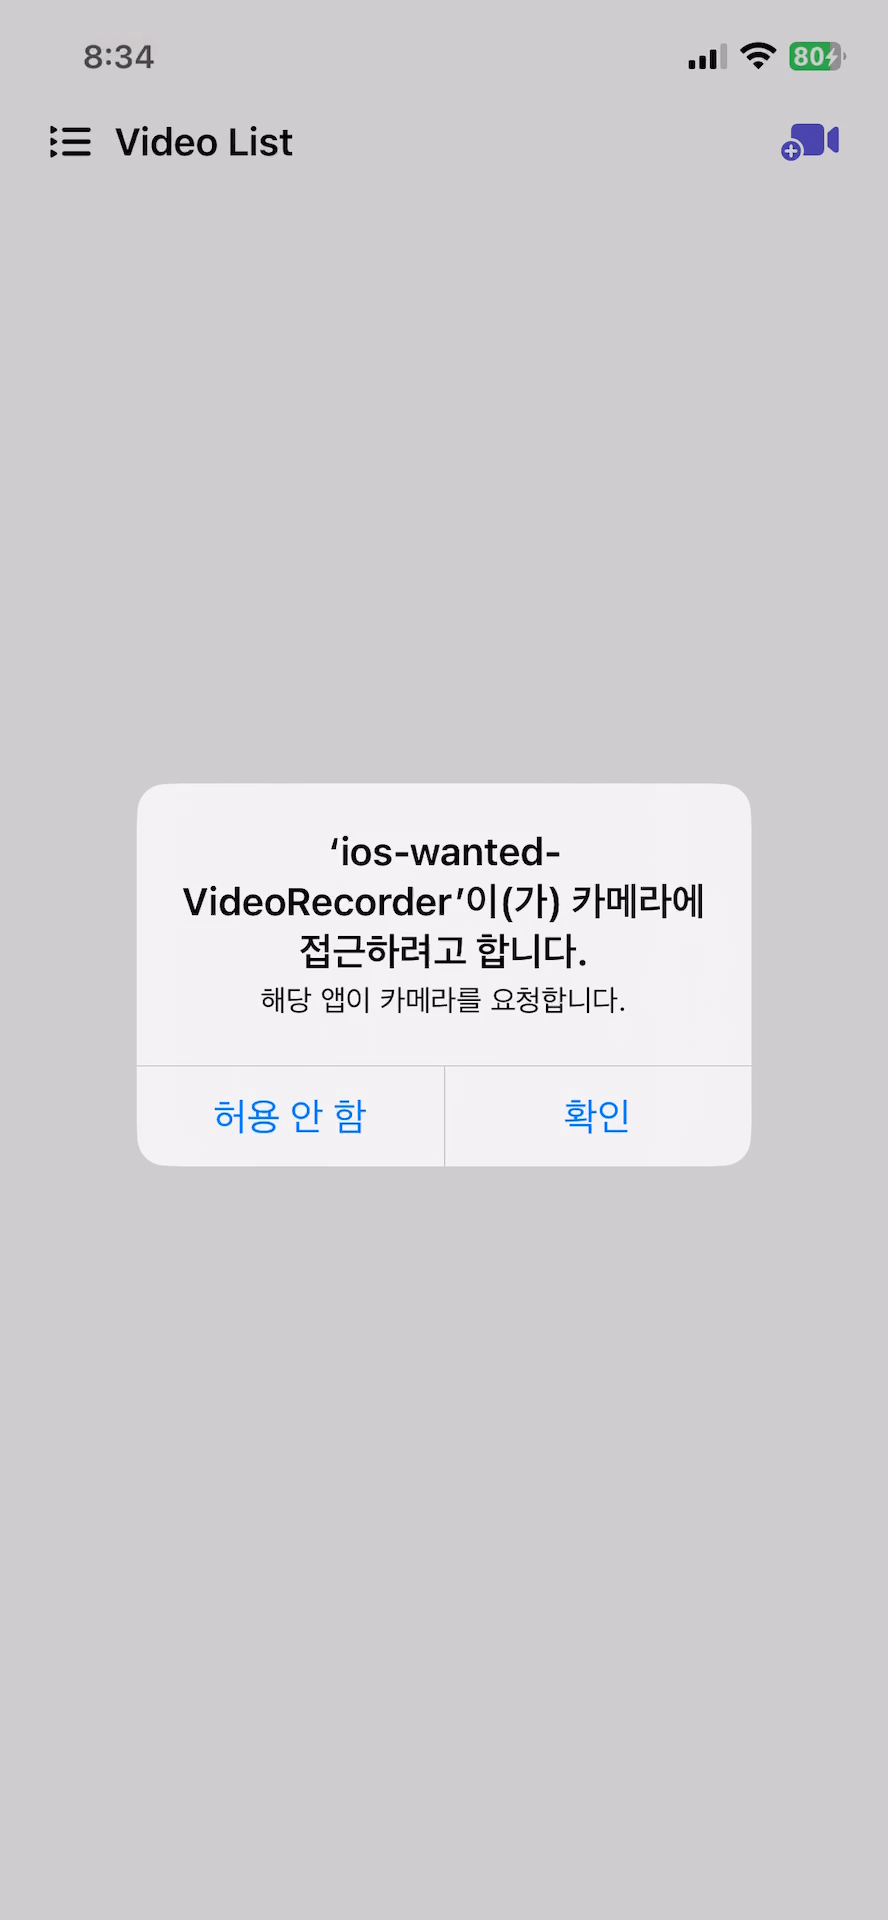 8:34
80
Video List
‘ios-wanted-
VideoRecorder’이(가) 카메라에
접근하려고 합니다.
해당 앱이 카메라를 요청합니다.
허용 안 함
확인